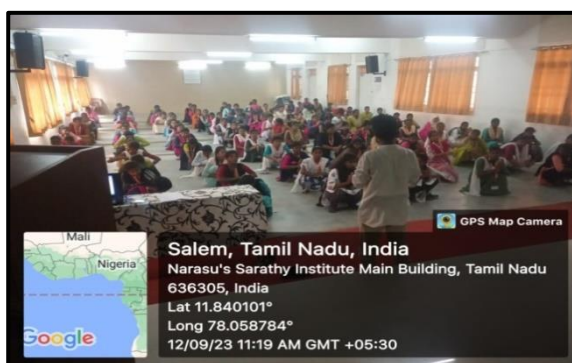 GPS Map Camera
Mali
Nigeria
Google
Salem, Tamil Nadu, India
Narasu's Sarathy Institute Main Building, Tamil Nadu
636305, India
Lat 11.840101°
Long 78.058784°
12/09/23 11:19 AM GMT +05:30